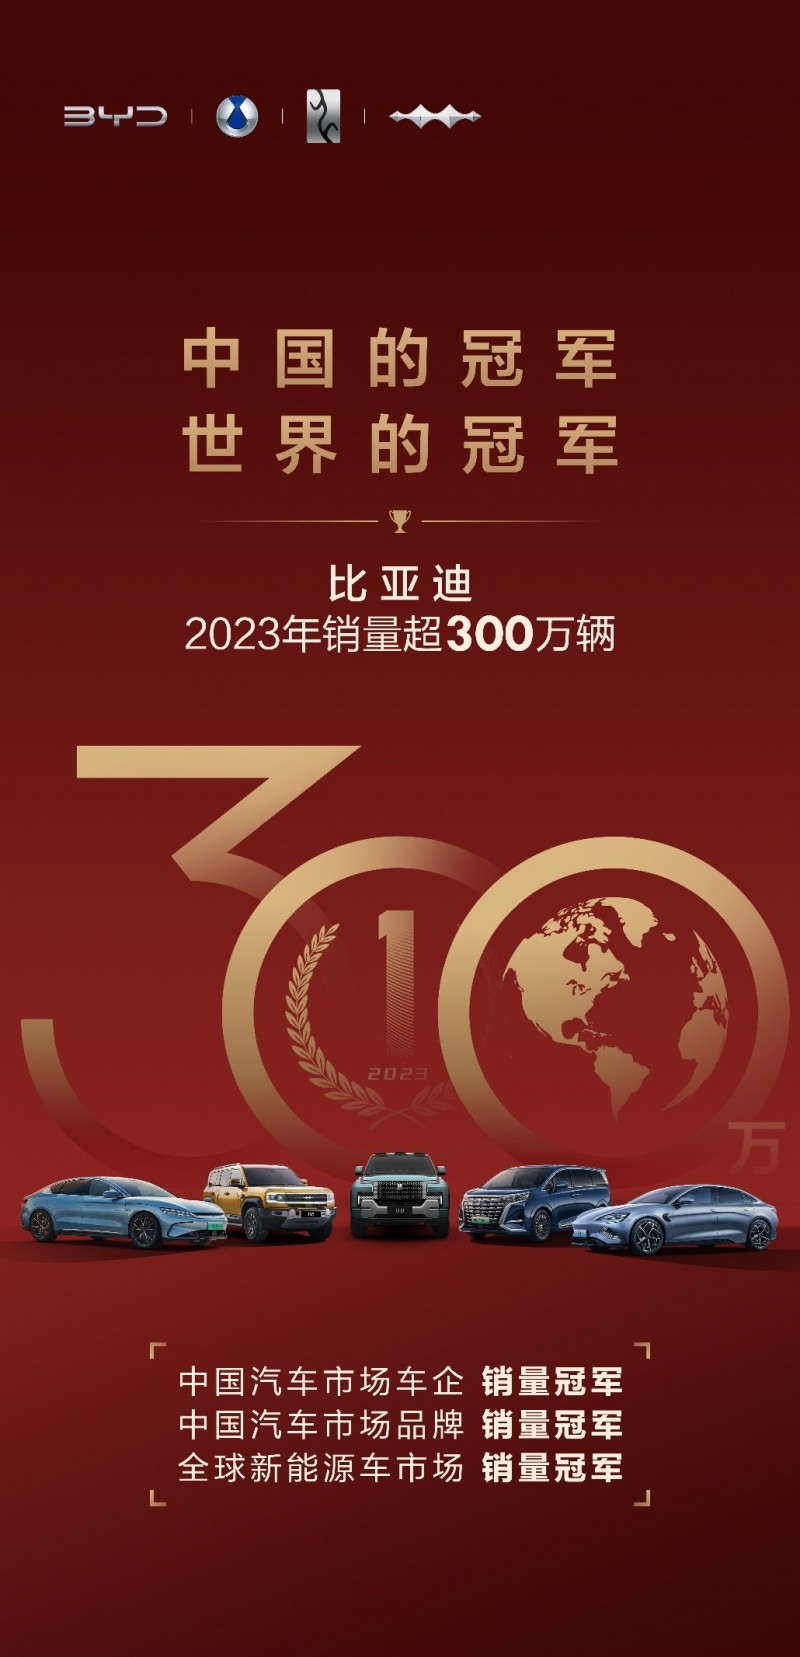 BYD
中国的冠军
世界的冠军
比亚迪
2023年销量超300万辆
300万
1
2023
中国汽车市场车企 销量冠军
中国汽车市场品牌 销量冠军
全球新能源车市场 销量冠军